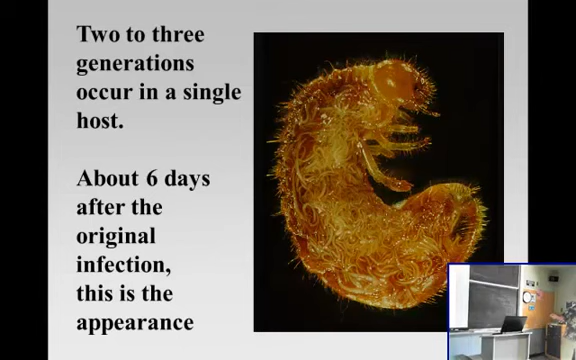 Two to three
generations
occur in a single
host.
About 6 days
after the
original
infection,
this is the
appearance